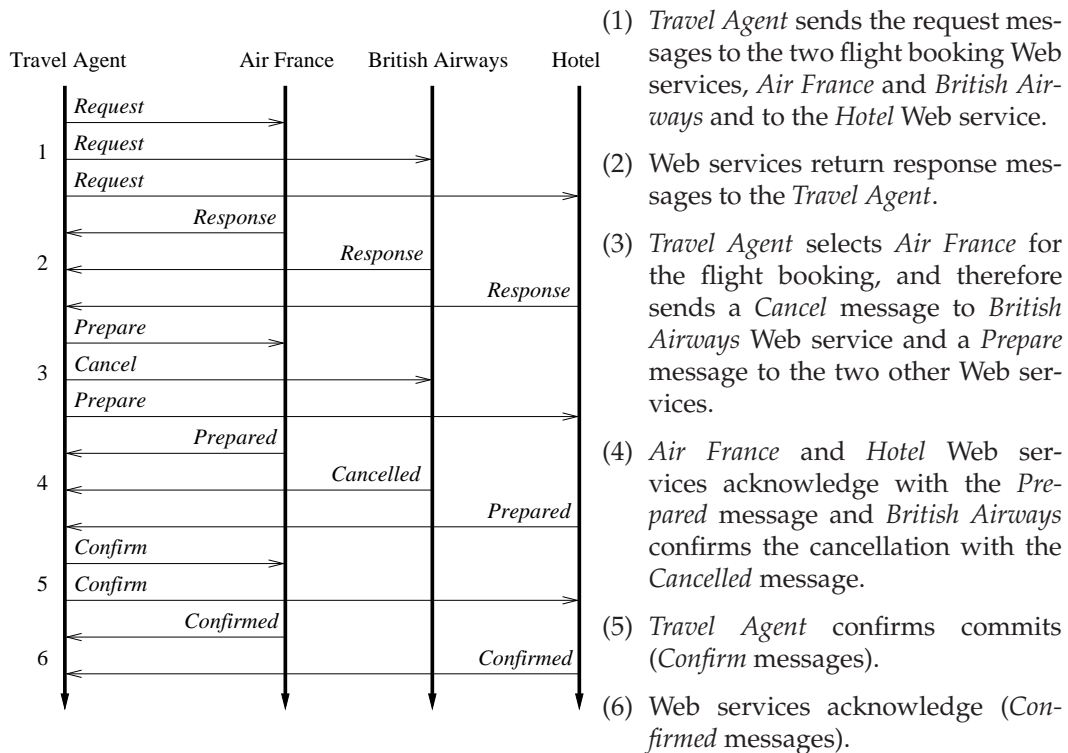 Travel Agent Air France British Airways Hotel
Request
1 Request
Request
Response
2 Response
Response
Prepare
3 Cancel
Prepare
Prepared
4 Cancelled
Prepared
Confirm
5 Confirm
Confirmed
6 Confirmed
(1) Travel Agent sends the request mes-
sages to the two flight booking Web
services, Air France and British Air-
ways and to the Hotel Web service.
(2) Web services return response mes-
sages to the Travel Agent.
(3) Travel Agent selects Air France for
the flight booking, and therefore
sends a Cancel message to British
Airways Web service and a Prepare
message to the two other Web ser-
vices.
(4) Air France and Hotel Web ser-
vices acknowledge with the Pre-
pared message and British Airways
confirms the cancellation with the
Cancelled message.
(5) Travel Agent confirms commits
(Confirm messages).
(6) Web services acknowledge (Con-
firmed messages).